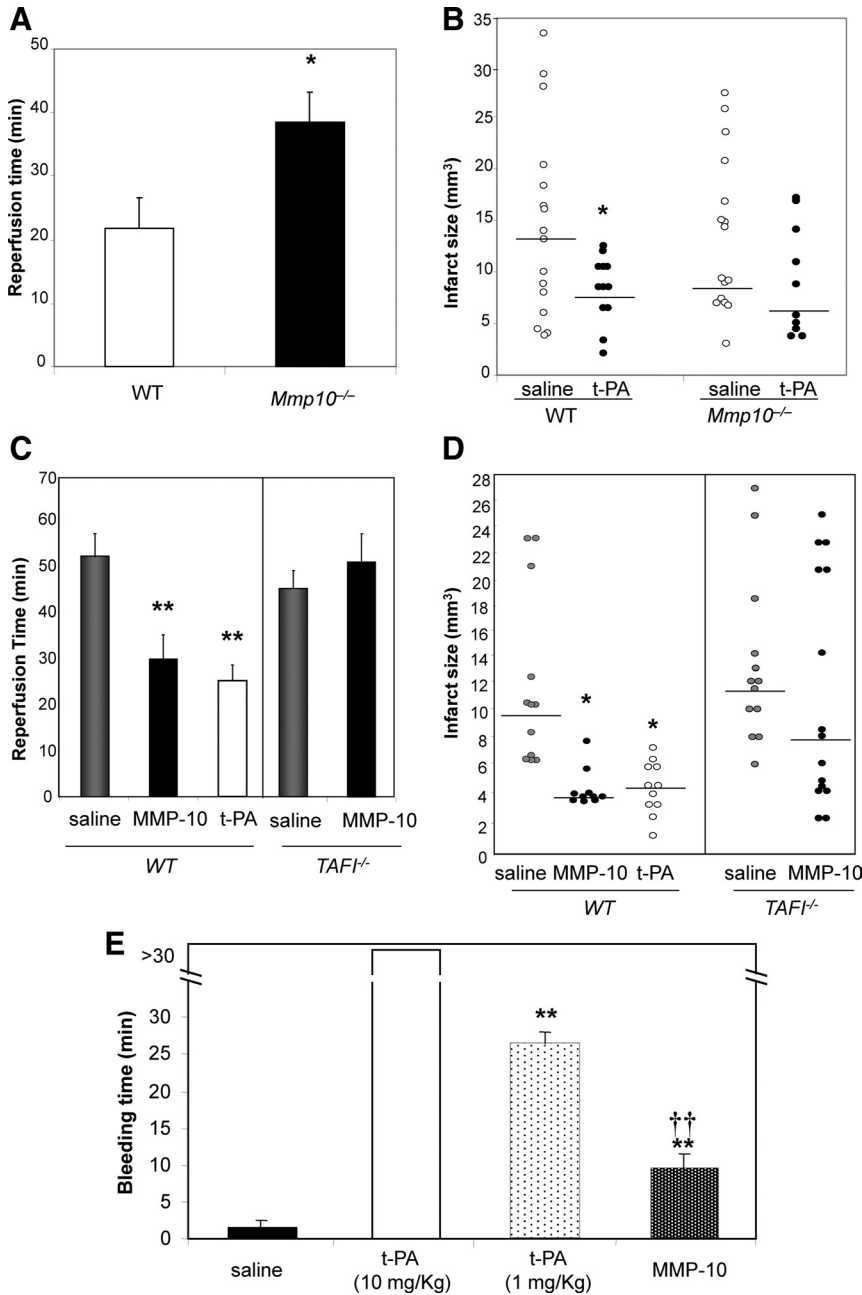 A
B
50
40
30
20
10
0
Reperfusion time (min)
*
WT
Mmp10–/–
35
30
25
20
15
10
5
0
Infarct size (mm3)
*
saline t-PA saline t-PA
WT Mmp10–/–
C
D
70
60
50
40
30
20
10
0
Reperfusion Time (min)
**
**
saline MMP-10 t-PA saline MMP-10
WT TAFI-/-
28
26
24
22
20
18
16
14
12
10
8
6
4
2
0
Infarct size (mm3)
*
*
saline MMP-10 t-PA saline MMP-10
WT TAFI-/-
E
>30
30
25
20
15
10
5
0
Bleeding time (min)
**
††
**
saline
t-PA
(10 mg/Kg)
t-PA
(1 mg/Kg)
MMP-10